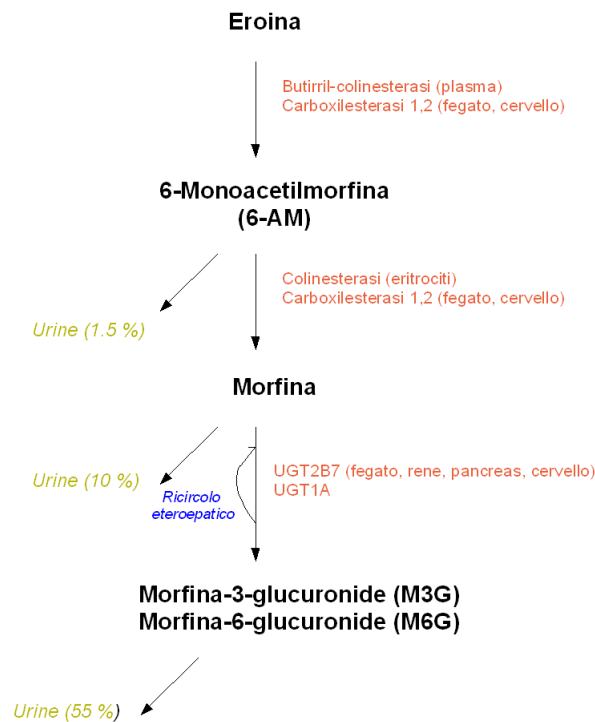 Eroina
Butirril-colinesterasi (plasma)
Carboxilesterasi 1,2 (fegato, cervello)
6-Monoacetilmorfina
(6-AM)
Colinesterasi (eritrociti)
Carboxilesterasi 1,2 (fegato, cervello)
Urine (1.5 %)
Morfina
Urine (10 %)
UGT2B7 (fegato, rene, pancreas, cervello)
UGT1A
Ricircolo
eteroepatico
Morfina-3-glucuronide (M3G)
Morfina-6-glucuronide (M6G)
Urine (55 %)